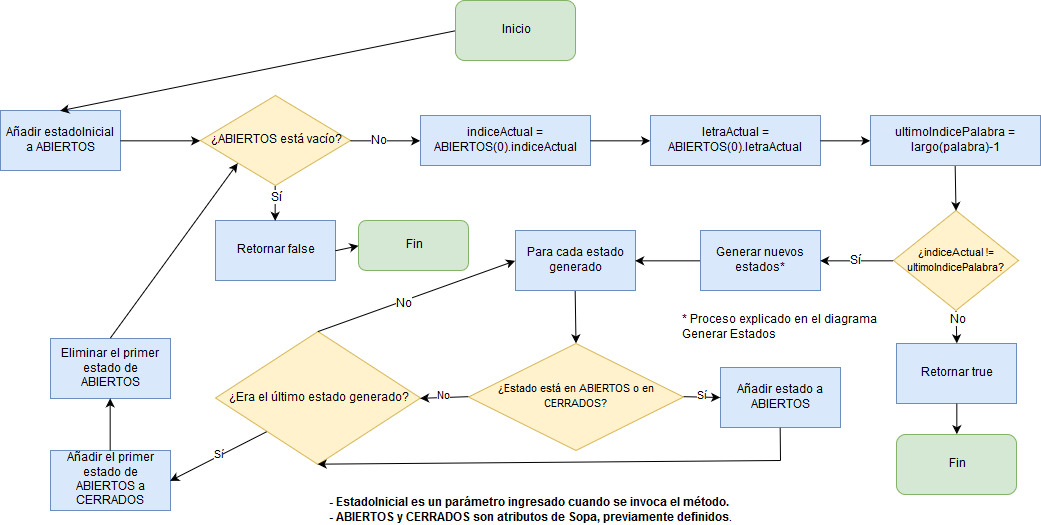 Inicio
Añadir estadoInicial
a ABIERTOS
¿ABIERTOS está vacío?
No
indiceActual =
ABIERTOS(0).indiceActual
letraActual =
ABIERTOS(0).letraActual
ultimoIndicePalabra =
largo(palabra)-1
Sí
Retornar false
Fin
Para cada estado
generado
Generar nuevos
estados*
Sí
¿indiceActual !=
ultimoIndicePalabra?
No
* Proceso explicado en el diagrama
Generar Estados
No
Eliminar el primer
estado de
ABIERTOS
¿Era el último estado generado?
No
¿Estado está en ABIERTOS o en
CERRADOS?
Sí
Añadir estado a
ABIERTOS
Retornar true
Sí
Añadir el primer
estado de
ABIERTOS a
CERRADOS
Fin
- EstadoInicial es un parámetro ingresado cuando se invoca el método.
- ABIERTOS y CERRADOS son atributos de Sopa, previamente definidos.